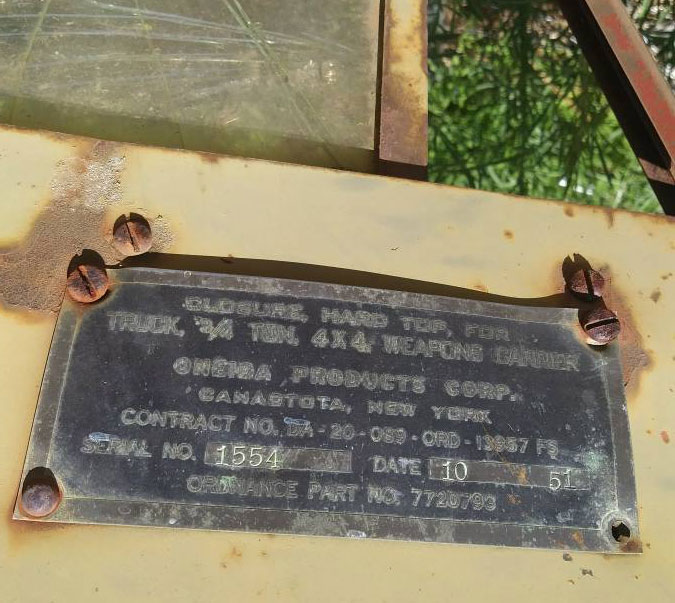 CLOSURE, HARD TOP, FOR
TRUCK, 3/4 TON, 4X4, WEAPONS CARRIER
ONEIDA PRODUCTS CORP.
CANASTOTA, NEW YORK
CONTRACT NO. DA-20-089-ORD-13957 FS
SERIAL NO. 1554 DATE 10 51
ORDNANCE PART NO. 7720793